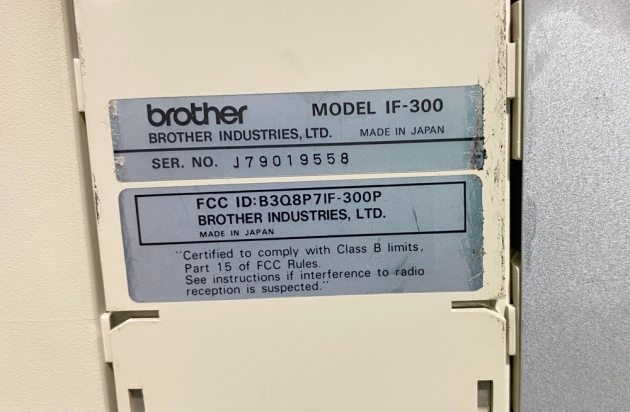 brother MODEL IF-300
BROTHER INDUSTRIES, LTD. MADE IN JAPAN
SER. NO. J79019558
FCC ID:B3Q8P7IF-300P
BROTHER INDUSTRIES, LTD.
MADE IN JAPAN
"Certified to comply with Class B limits,
Part 15 of FCC Rules.
See instructions if interference to radio
reception is suspected."